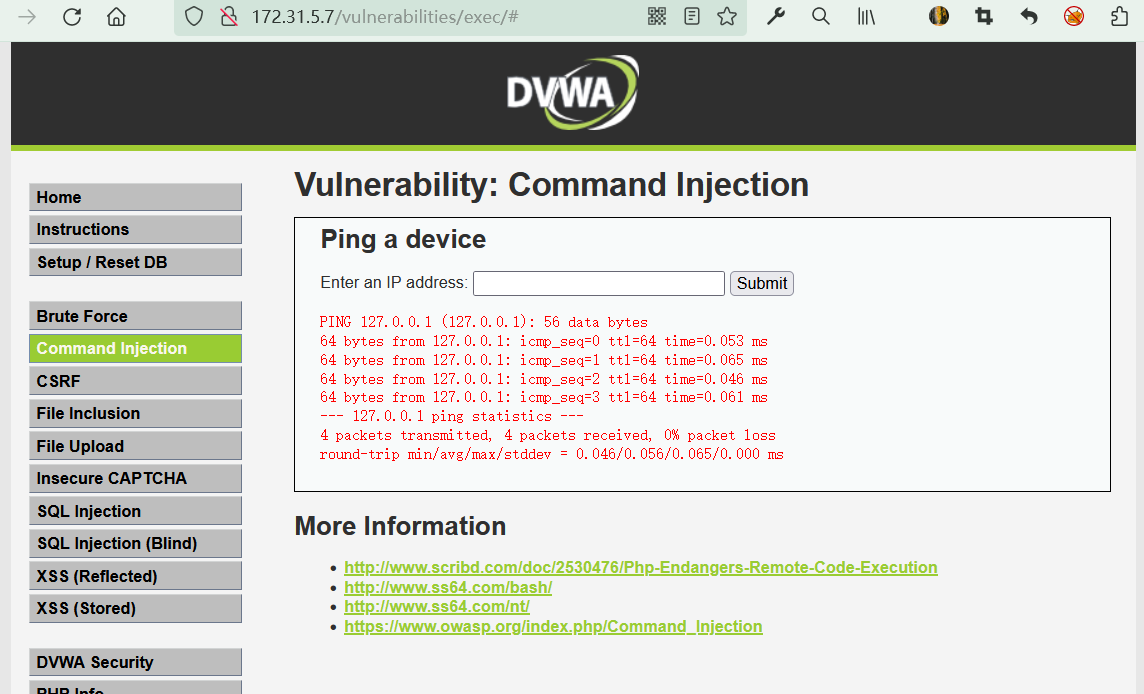 172.31.5.7/vulnerabilities/exec/#
DVWA
Home
Instructions
Setup / Reset DB
Brute Force
Command Injection
CSRF
File Inclusion
File Upload
Insecure CAPTCHA
SQL Injection
SQL Injection (Blind)
XSS (Reflected)
XSS (Stored)
DVWA Security
PHP Info
Vulnerability: Command Injection
Ping a device
Enter an IP address:
Submit
PING 127.0.0.1 (127.0.0.1): 56 data bytes
64 bytes from 127.0.0.1: icmp_seq=0 ttl=64 time=0.053 ms
64 bytes from 127.0.0.1: icmp_seq=1 ttl=64 time=0.065 ms
64 bytes from 127.0.0.1: icmp_seq=2 ttl=64 time=0.046 ms
64 bytes from 127.0.0.1: icmp_seq=3 ttl=64 time=0.061 ms
--- 127.0.0.1 ping statistics ---
4 packets transmitted, 4 packets received, 0% packet loss
round-trip min/avg/max/stddev = 0.046/0.056/0.065/0.000 ms
More Information
http://www.scribd.com/doc/2530476/Php-Endangers-Remote-Code-Execution
http://www.ss64.com/bash/
http://www.ss64.com/nt/
https://www.owasp.org/index.php/Command_Injection